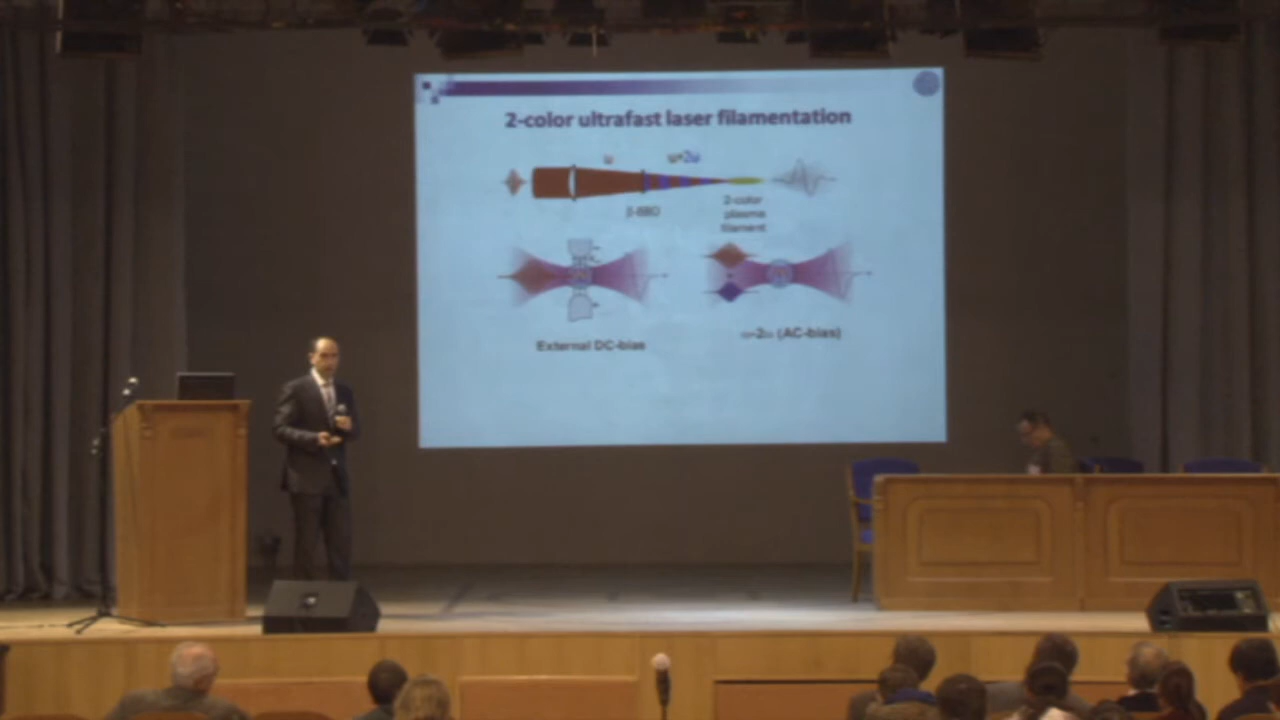 2-color ultrafast laser filamentation
ω
ω+2ω
β-BBO
2-color
plasma
filament
External DC-bias
ω-2ω (AC-bias)